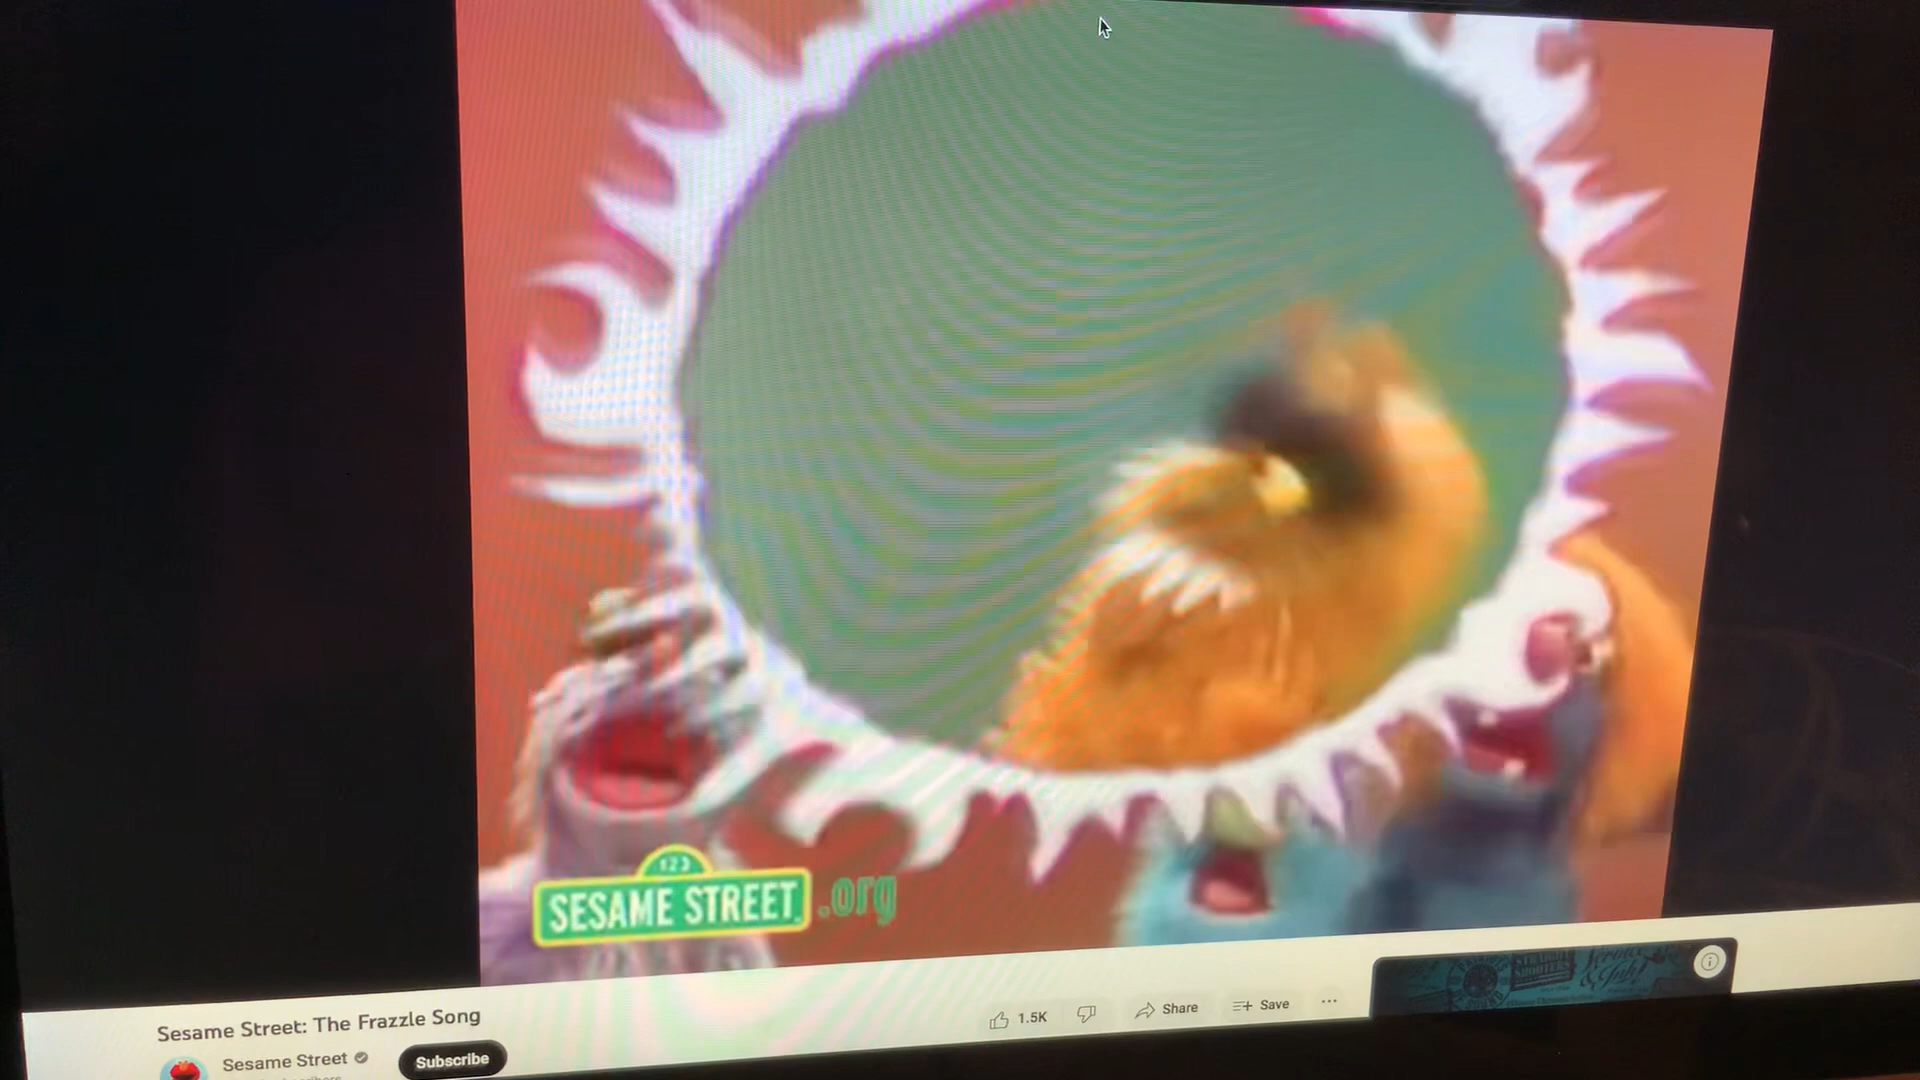 123
SESAME STREET .org
Sesame Street: The Frazzle Song
Sesame Street
Subscribe
1.5K
Share
Save